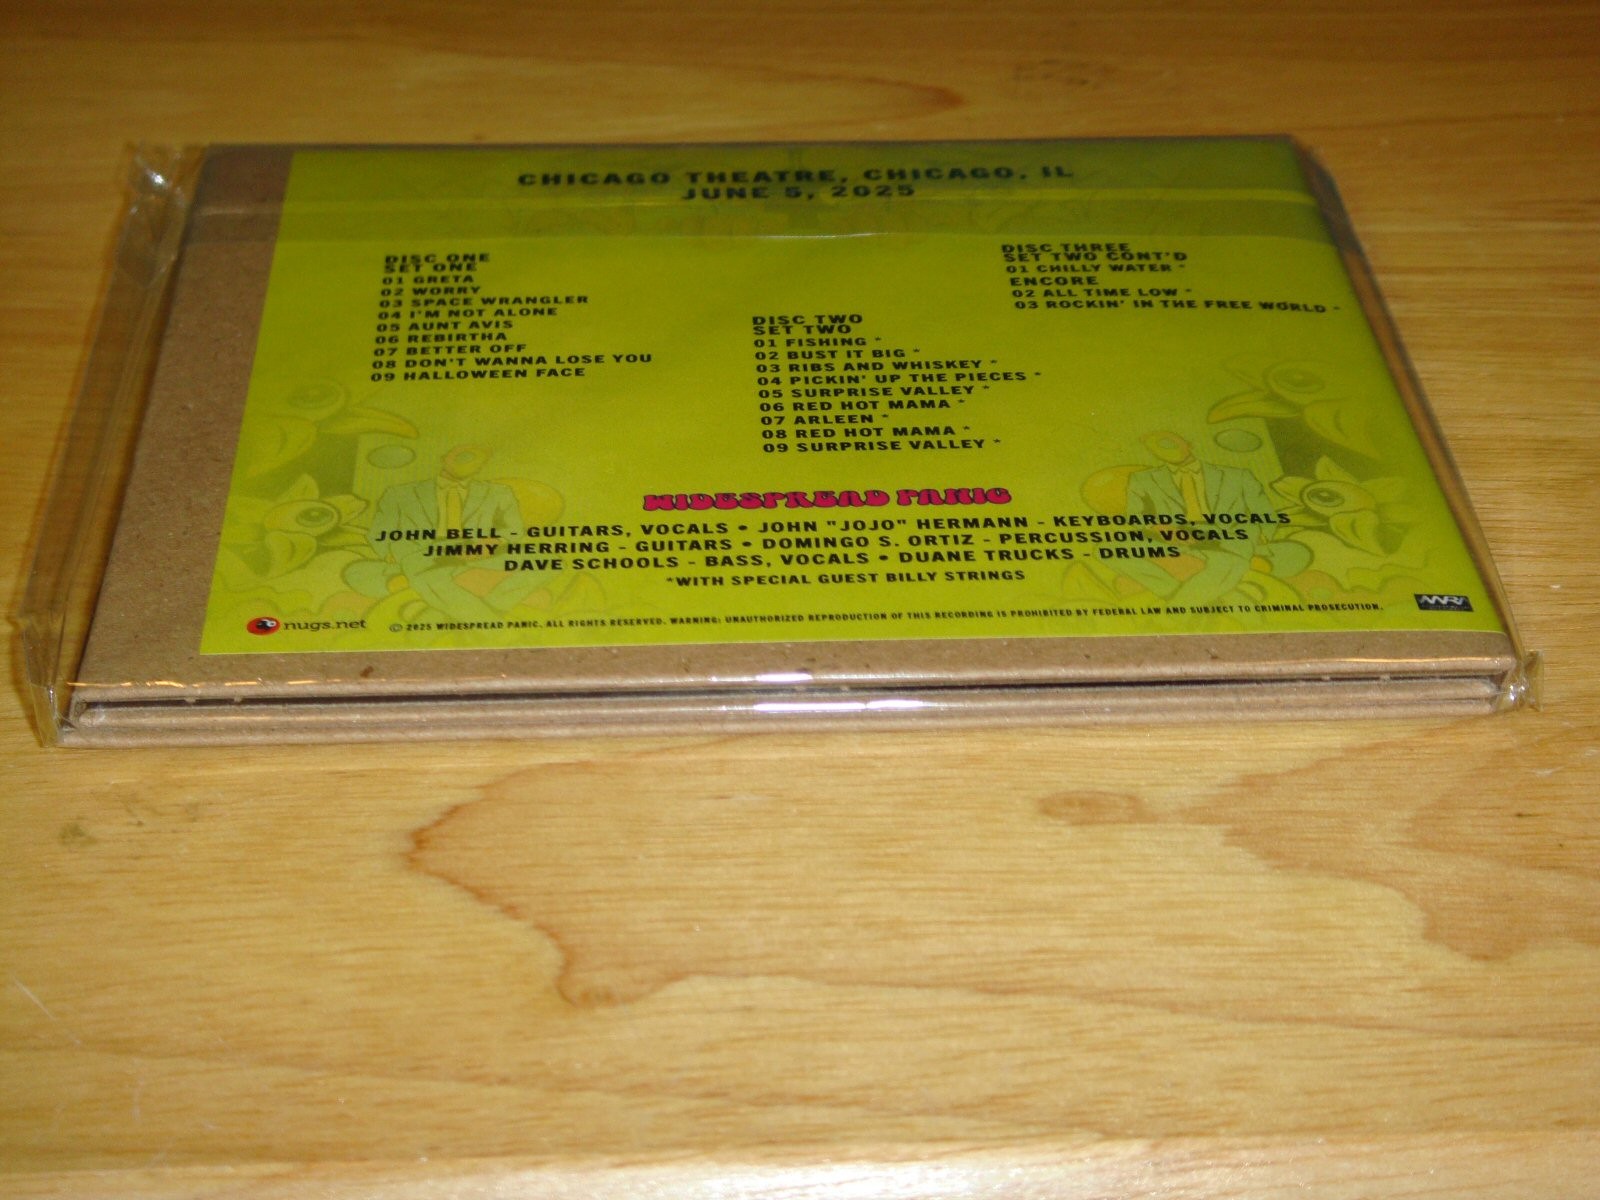 CHICAGO THEATRE, CHICAGO, IL
JUNE 5, 2025
DISC ONE
SET ONE
01 GRETA
02 WORRY
03 SPACE WRANGLER
04 I'M NOT ALONE
05 AUNT AVIS
06 REBIRTHA
07 BETTER OFF
08 DON'T WANNA LOSE YOU
09 HALLOWEEN FACE
DISC TWO
SET TWO
01 FISHING *
02 BUST IT BIG *
03 RIBS AND WHISKEY *
04 PICKIN' UP THE PIECES *
05 SURPRISE VALLEY *
06 RED HOT MAMA *
07 ARLEEN *
08 RED HOT MAMA *
09 SURPRISE VALLEY *
DISC THREE
SET TWO CONT'D
01 CHILLY WATER *
ENCORE
02 ALL TIME LOW *
03 ROCKIN' IN THE FREE WORLD *
WIDESPREAD PANIC
JOHN BELL - GUITARS, VOCALS • JOHN "JOJO" HERMANN - KEYBOARDS, VOCALS
JIMMY HERRING - GUITARS • DOMINGO S. ORTIZ - PERCUSSION, VOCALS
DAVE SCHOOLS - BASS, VOCALS • DUANE TRUCKS - DRUMS
*WITH SPECIAL GUEST BILLY STRINGS
nugs.net
© 2025 WIDESPREAD PANIC. ALL RIGHTS RESERVED. WARNING: UNAUTHORIZED REPRODUCTION OF THIS RECORDING IS PROHIBITED BY FEDERAL LAW AND SUBJECT TO CRIMINAL PROSECUTION.